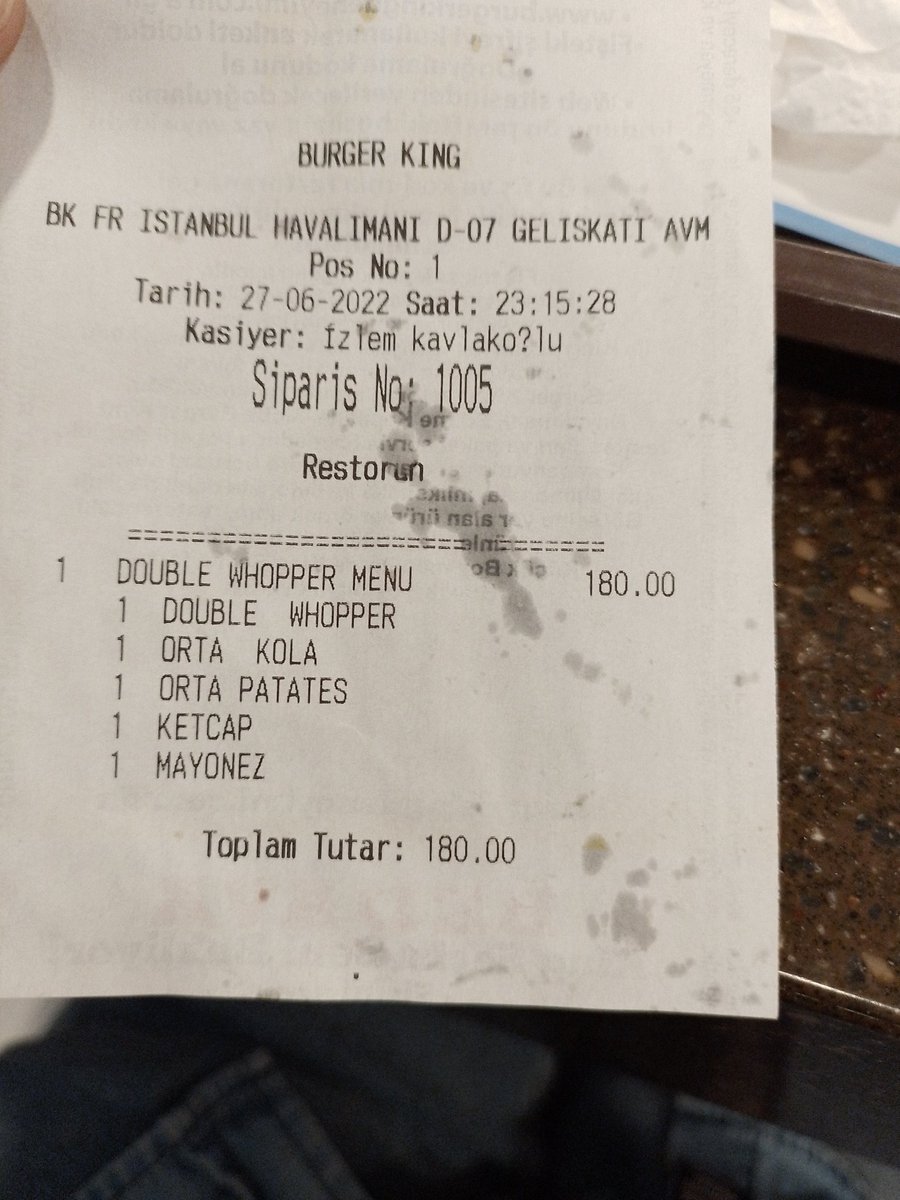 BURGER KING
BK FR ISTANBUL HAVALIMANI D-07 GELISKATI AVM
Pos No: 1
Tarih: 27-06-2022 Saat: 23:15:28
Kasiyer: İzlem kavlako?lu
Siparis No: 1005
Restoran
================================================
1 DOUBLE WHOPPER MENU 180.00
1 DOUBLE WHOPPER
1 ORTA KOLA
1 ORTA PATATES
1 KETCAP
1 MAYONEZ
Toplam Tutar: 180.00